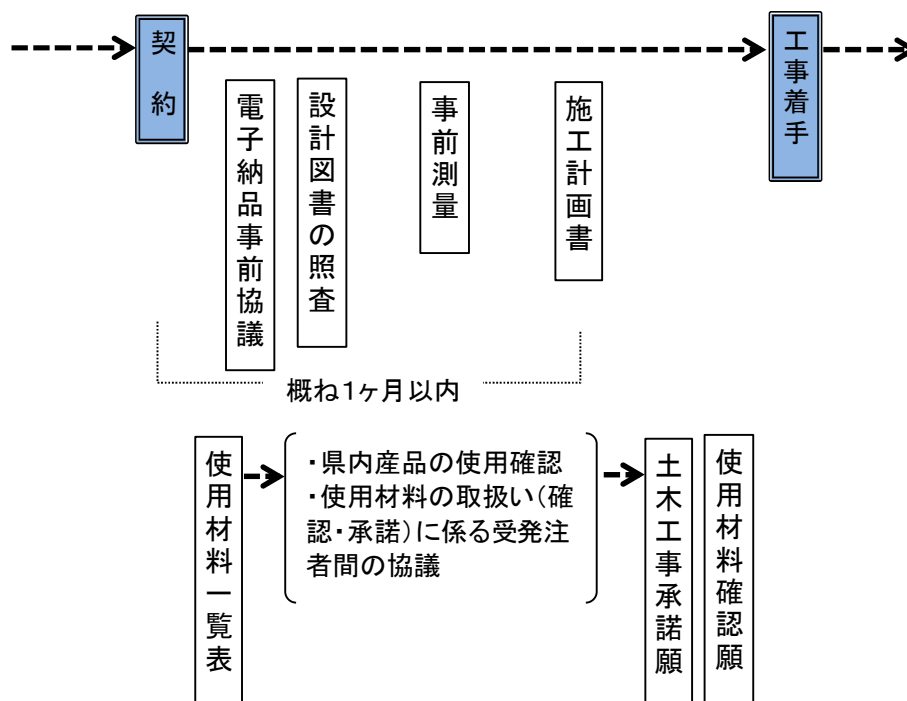 契約
工事着手
電子納品事前協議
設計図書の照査
事前測量
施工計画書
概ね1ヶ月以内
使用材料一覧表
・県内産品の使用確認
・使用材料の取扱い(確
認・承諾)に係る受発注
者間の協議
土木工事承諾願
使用材料確認願